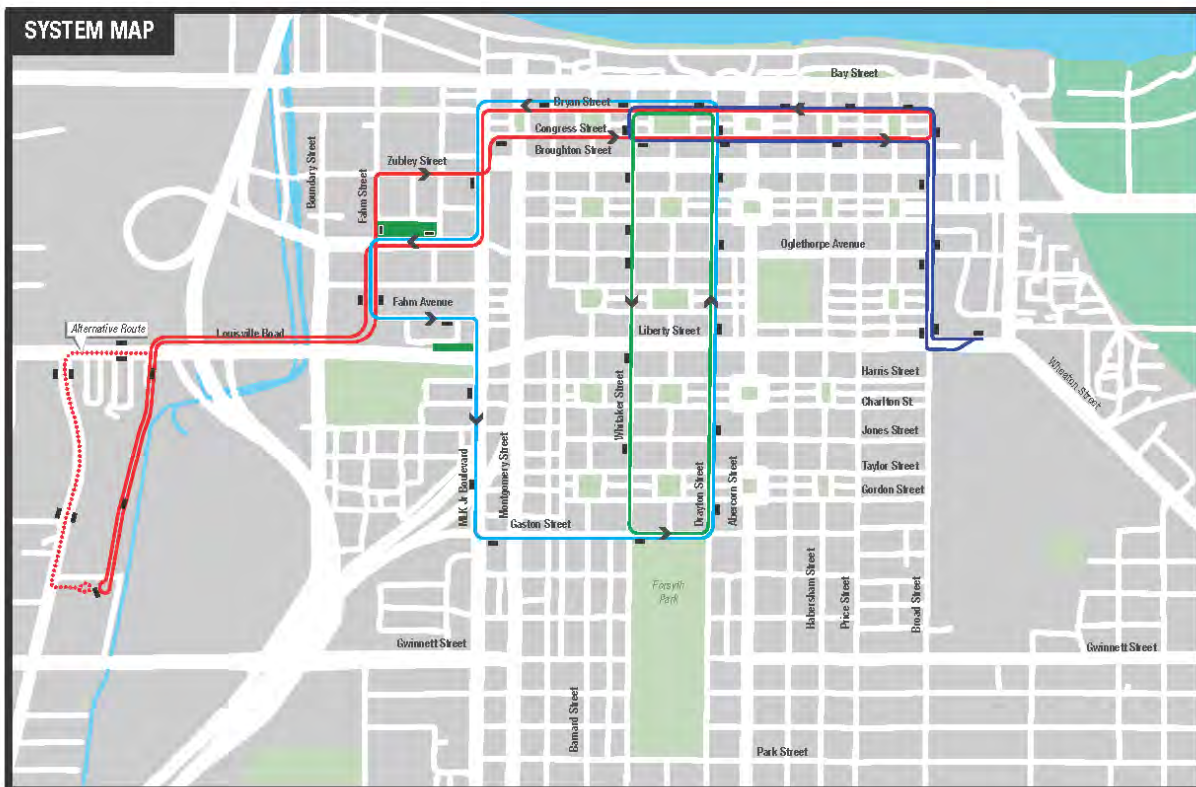 SYSTEM MAP
Bay Street
Bryan Street
Congress Street
Broughton Street
Zubley Street
Boundary Street
Fahm Street
Oglethorpe Avenue
Fahm Avenue
Alternative Route
Louisville Road
Liberty Street
Harris Street
Wheaton Street
Charlton St.
Whitaker Street
Jones Street
Taylor Street
Gordon Street
MLK Jr Boulevard
Montgomery Street
Drayton Street
Abercorn Street
Gaston Street
Forsyth
Park
Habersham Street
Price Street
Broad Street
Gwinnett Street
Gwinnett Street
Barnard Street
Park Street